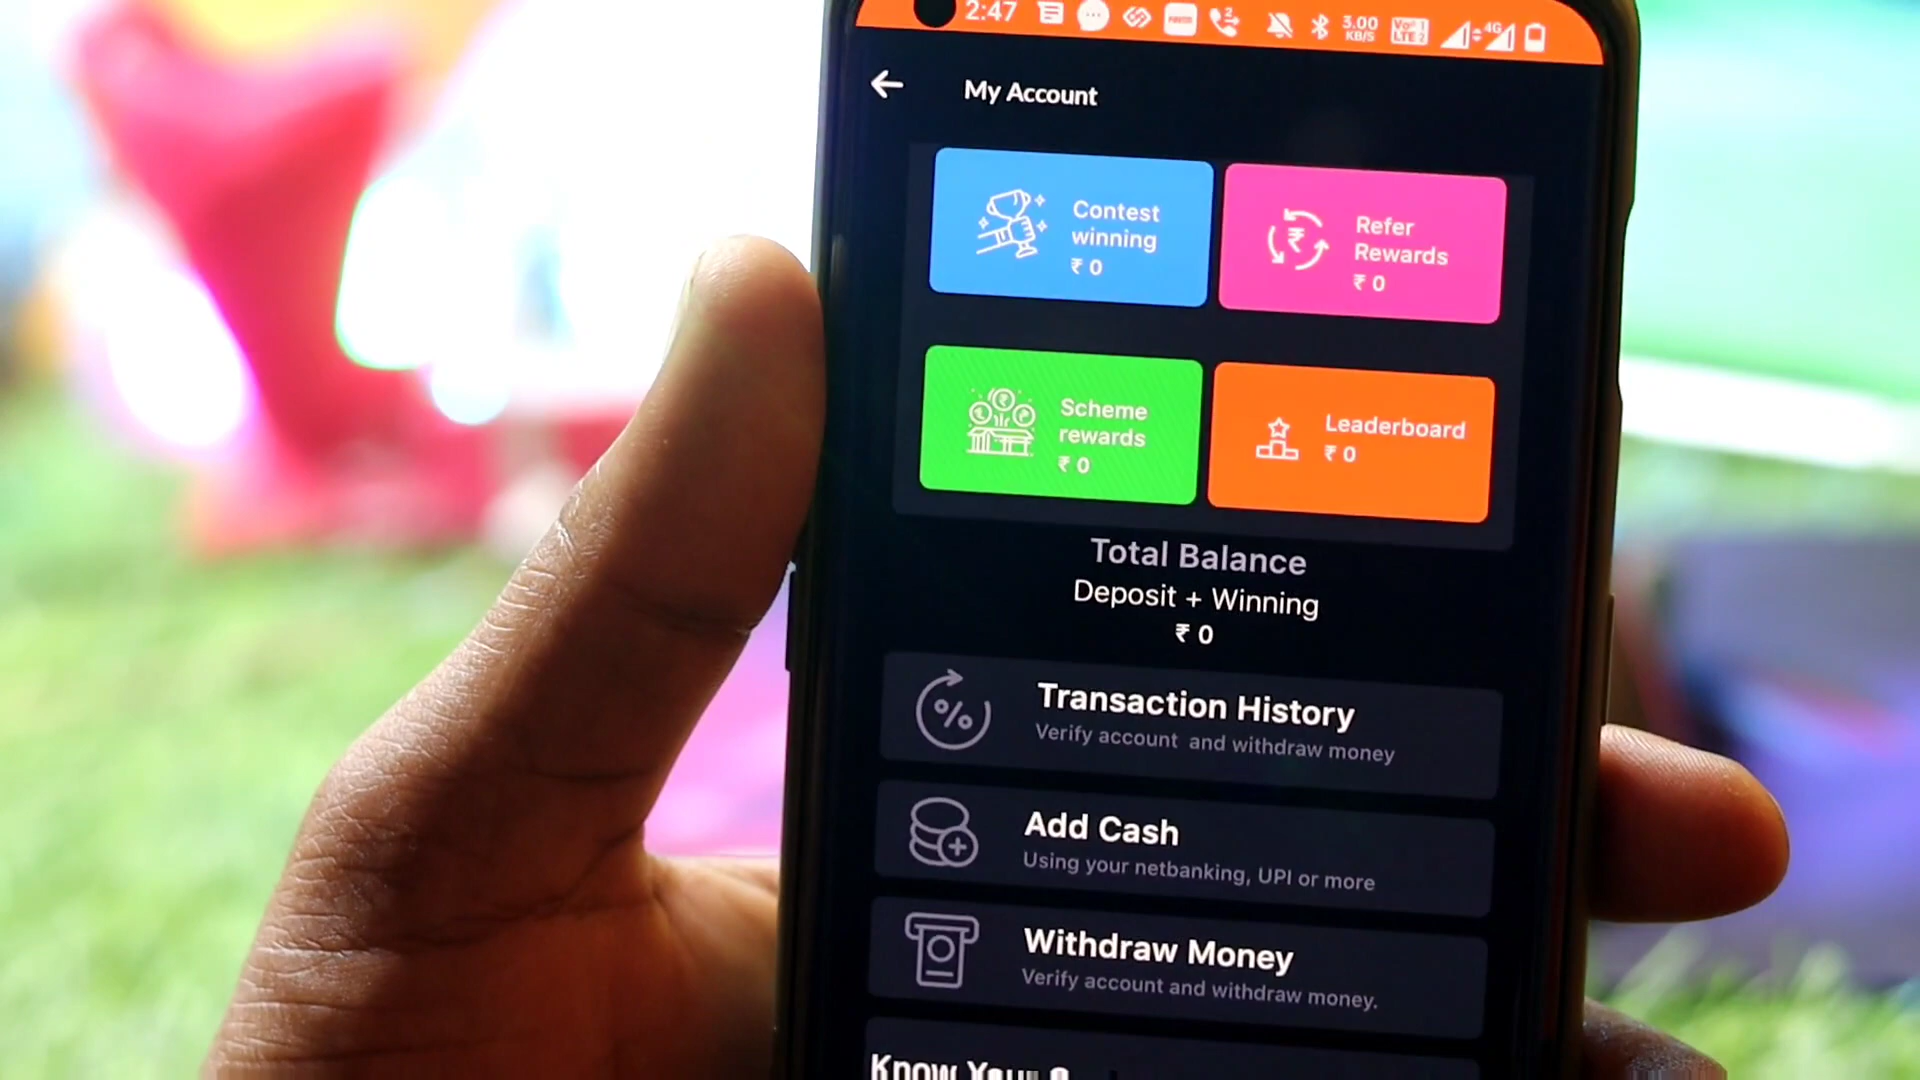 2:47
3.00
KB/S
4G
My Account
Contest
winning
₹ 0
Refer
Rewards
₹ 0
Scheme
rewards
₹ 0
Leaderboard
₹ 0
Total Balance
Deposit + Winning
₹ 0
Transaction History
Verify account and withdraw money
Add Cash
Using your netbanking, UPI or more
Withdraw Money
Verify account and withdraw money.
Know Your